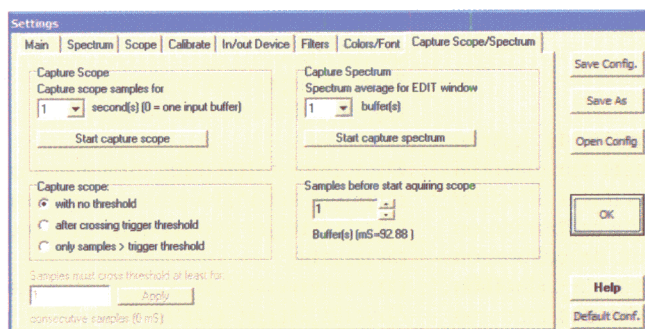 Settings
Main Spectrum Scope Calibrate In/out Device Filters Colors/Font Capture Scope/Spectrum
Capture Scope
Capture scope samples for
1 second(s) (0 = one input buffer)
Start capture scope
Capture Spectrum
Spectrum average for EDIT window
1 buffer(s)
Start capture spectrum
Capture scope:
with no threshold
after crossing trigger threshold
only samples > trigger threshold
Samples before start aquiring scope
1
Buffer(s) (mS=92.88 )
Samples must cross threshold at least for:
1 Apply
consecutive samples (0 mS)
Save Config.
Save As
Open Config
OK
Help
Default Conf.